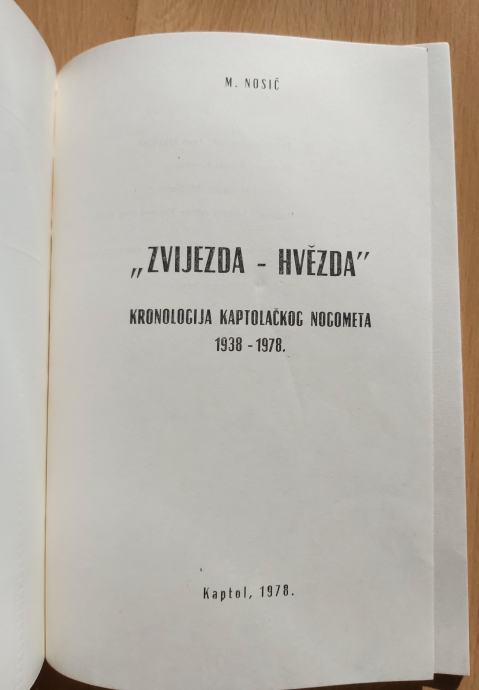 M. NOSIĆ
„ZVIJEZDA - HVĚZDA”
KRONOLOGIJA KAPTOLAČKOG NOGOMETA
1938 - 1978.
Kaptol, 1978.